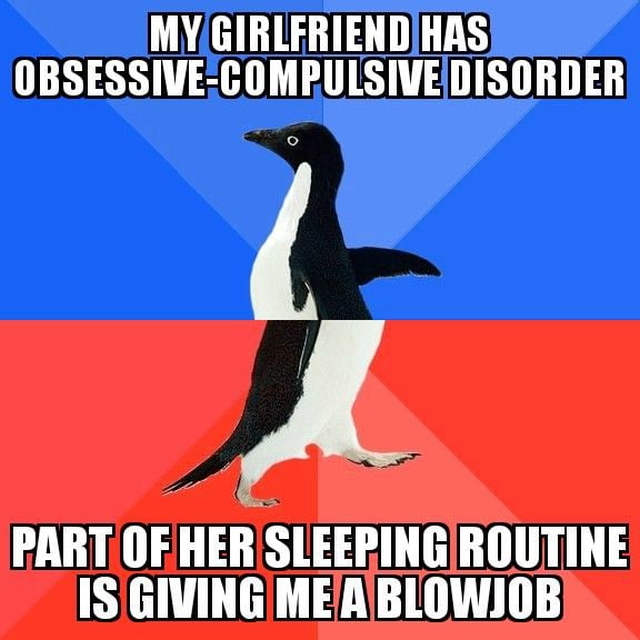 MY GIRLFRIEND HAS
OBSESSIVE-COMPULSIVE DISORDER
PART OF HER SLEEPING ROUTINE
IS GIVING ME A BLOWJOB